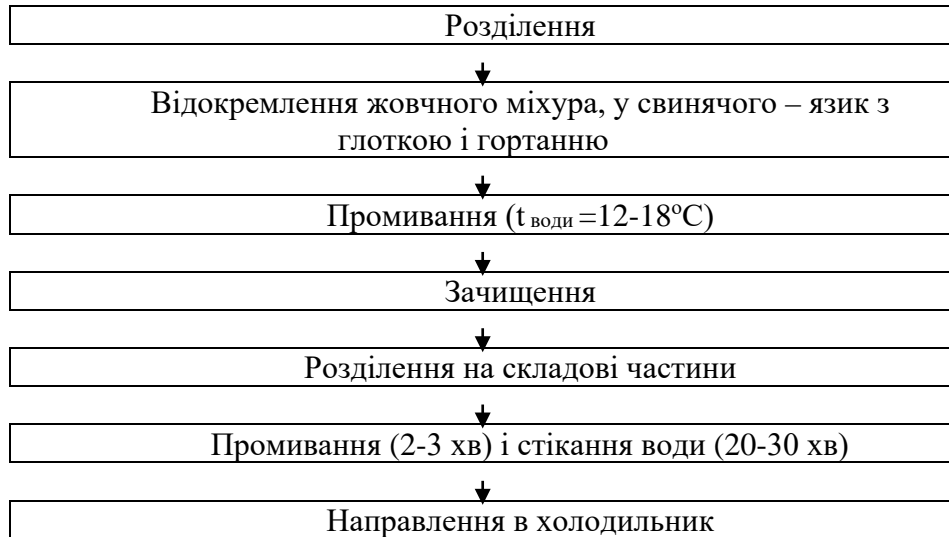 Розділення
Відокремлення жовчного міхура, у свинячого – язик з
глоткою і гортанню
Промивання (t води =12-18ºС)
Зачищення
Розділення на складові частини
Промивання (2-3 хв) і стікання води (20-30 хв)
Направлення в холодильник